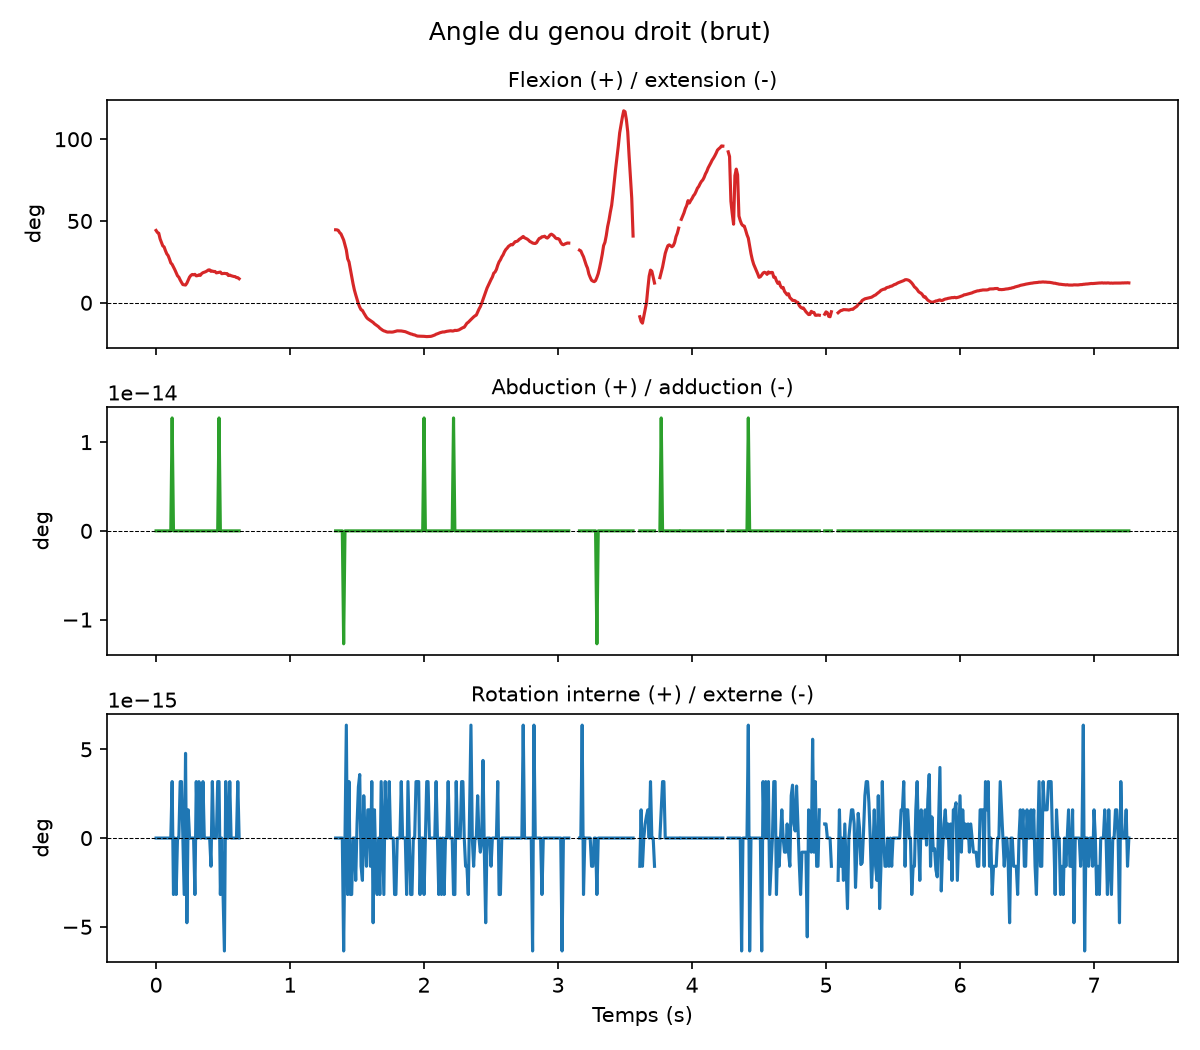 Angle du genou droit (brut)
Flexion (+) / extension (-)
100
50
0
deg
1e−14
Abduction (+) / adduction (-)
1
0
−1
deg
1e−15
Rotation interne (+) / externe (-)
5
0
−5
deg
0 1 2 3 4 5 6 7
Temps (s)